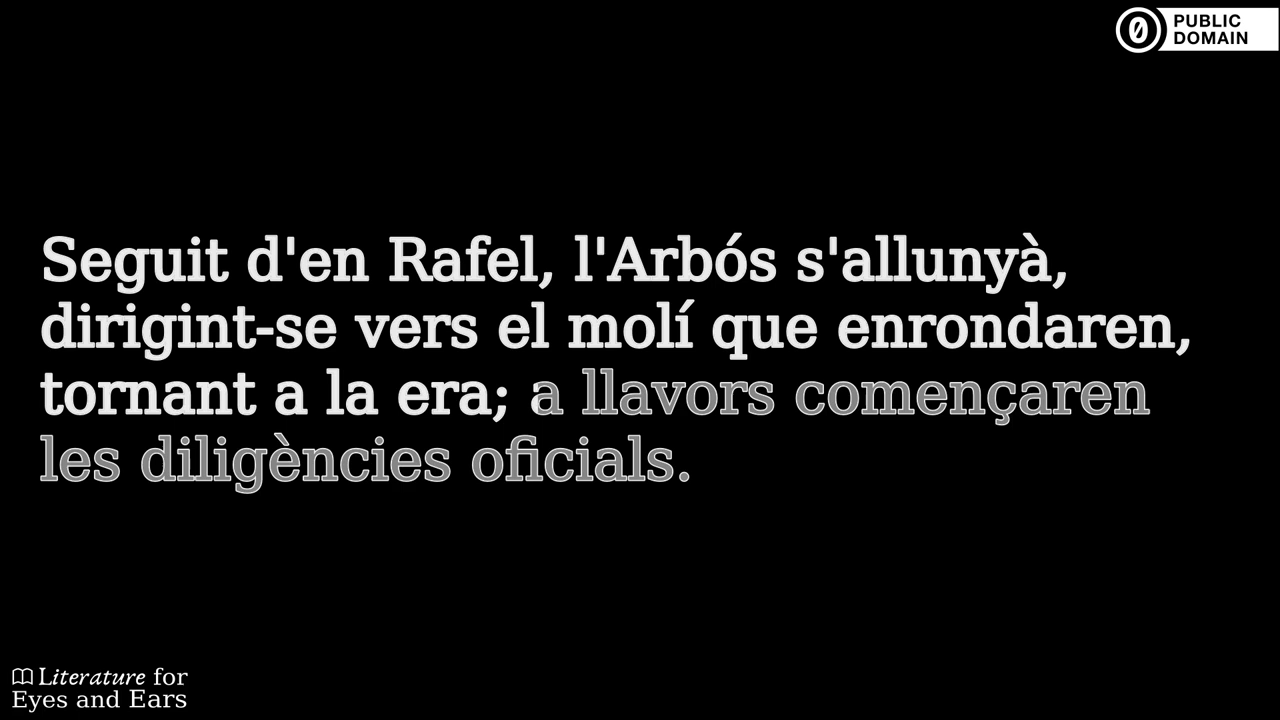 PUBLIC
DOMAIN
Seguit d'en Rafel, l'Arbós s'allunyà,
dirigint-se vers el molí que enrondaren,
tornant a la era; a llavors començaren
les diligències oficials.
Literature for
Eyes and Ears